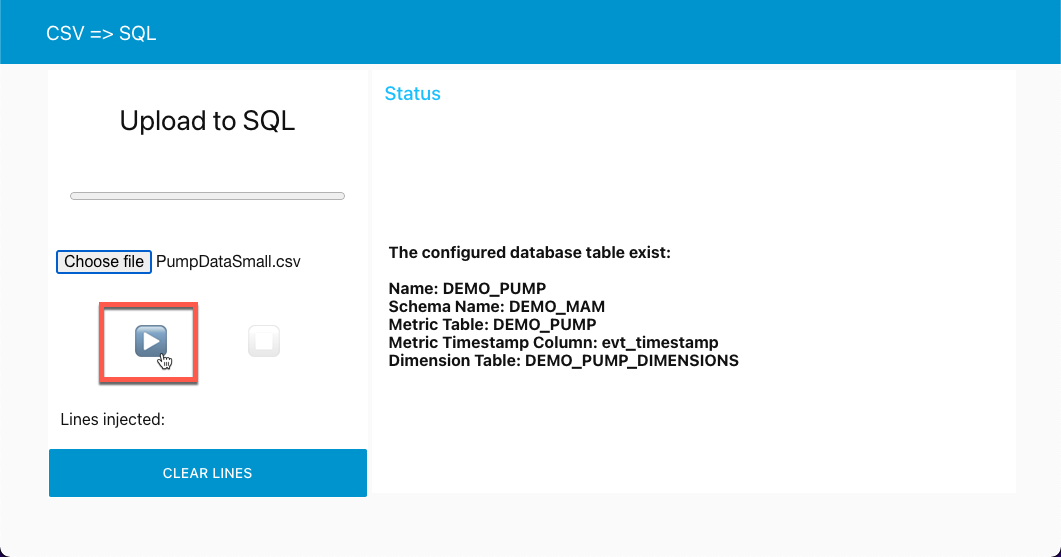 CSV => SQL
Upload to SQL
Choose file PumpDataSmall.csv
Lines injected:
CLEAR LINES
Status
The configured database table exist:
Name: DEMO_PUMP
Schema Name: DEMO_MAM
Metric Table: DEMO_PUMP
Metric Timestamp Column: evt_timestamp
Dimension Table: DEMO_PUMP_DIMENSIONS